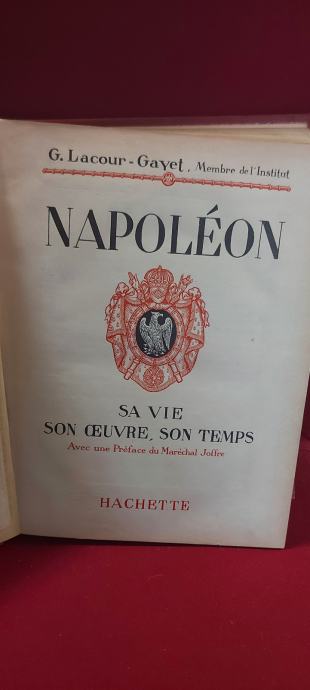 G. Lacour-Gayet, Membre de l'Institut
NAPOLÉON
SA VIE
SON ŒUVRE, SON TEMPS
Avec une Préface du Maréchal Joffre
HACHETTE